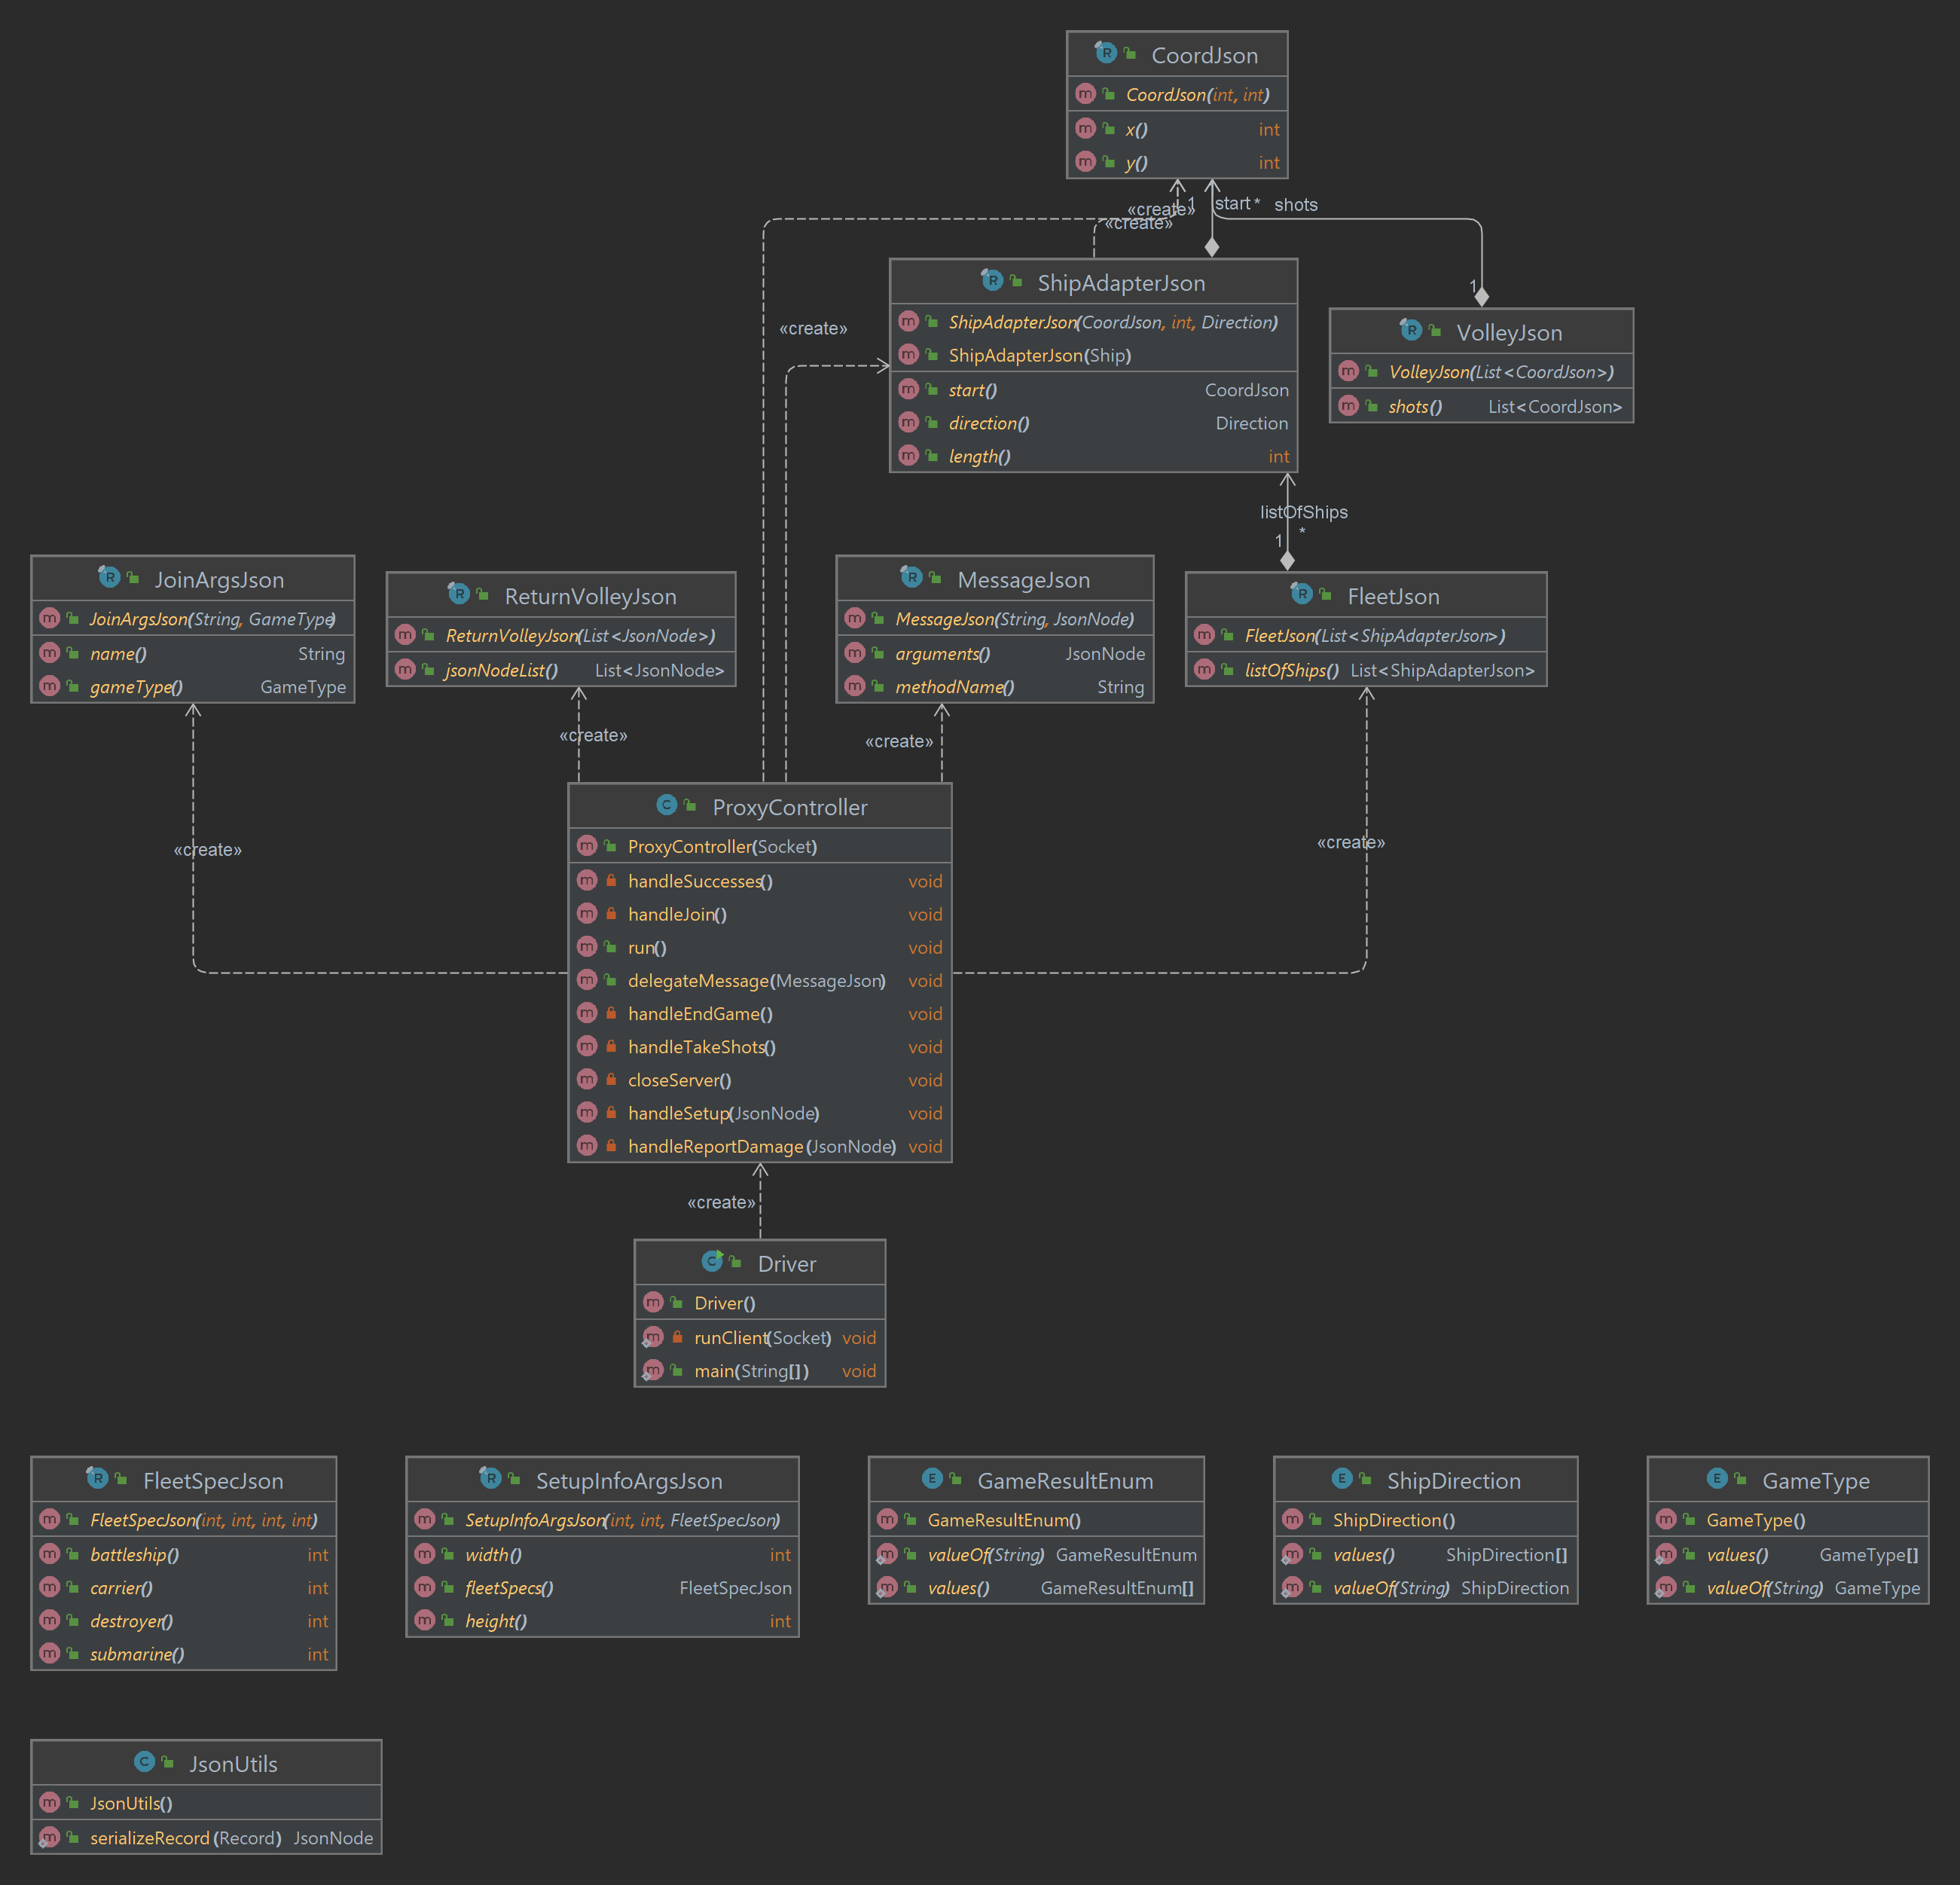 CoordJson
CoordJson(int, int)
x() int
y() int
«create» 1 start * shots
«create»
1
ShipAdapterJson
ShipAdapterJson(CoordJson, int, Direction)
ShipAdapterJson(Ship)
start() CoordJson
direction() Direction
length() int
«create»
VolleyJson
VolleyJson(List<CoordJson>)
shots() List<CoordJson>
listOfShips
*
1
JoinArgsJson
JoinArgsJson(String, GameType)
name() String
gameType() GameType
ReturnVolleyJson
ReturnVolleyJson(List<JsonNode>)
jsonNodeList() List<JsonNode>
MessageJson
MessageJson(String, JsonNode)
arguments() JsonNode
methodName() String
FleetJson
FleetJson(List<ShipAdapterJson>)
listOfShips() List<ShipAdapterJson>
«create»
«create»
«create»
«create»
ProxyController
ProxyController(Socket)
handleSuccesses() void
handleJoin() void
run() void
delegateMessage(MessageJson) void
handleEndGame() void
handleTakeShots() void
closeServer() void
handleSetup(JsonNode) void
handleReportDamage(JsonNode) void
«create»
Driver
Driver()
runClient(Socket) void
main(String[]) void
FleetSpecJson
FleetSpecJson(int, int, int, int)
battleship() int
carrier() int
destroyer() int
submarine() int
SetupInfoArgsJson
SetupInfoArgsJson(int, int, FleetSpecJson)
width() int
fleetSpecs() FleetSpecJson
height() int
GameResultEnum
GameResultEnum()
valueOf(String) GameResultEnum
values() GameResultEnum[]
ShipDirection
ShipDirection()
values() ShipDirection[]
valueOf(String) ShipDirection
GameType
GameType()
values() GameType[]
valueOf(String) GameType
JsonUtils
JsonUtils()
serializeRecord(Record) JsonNode